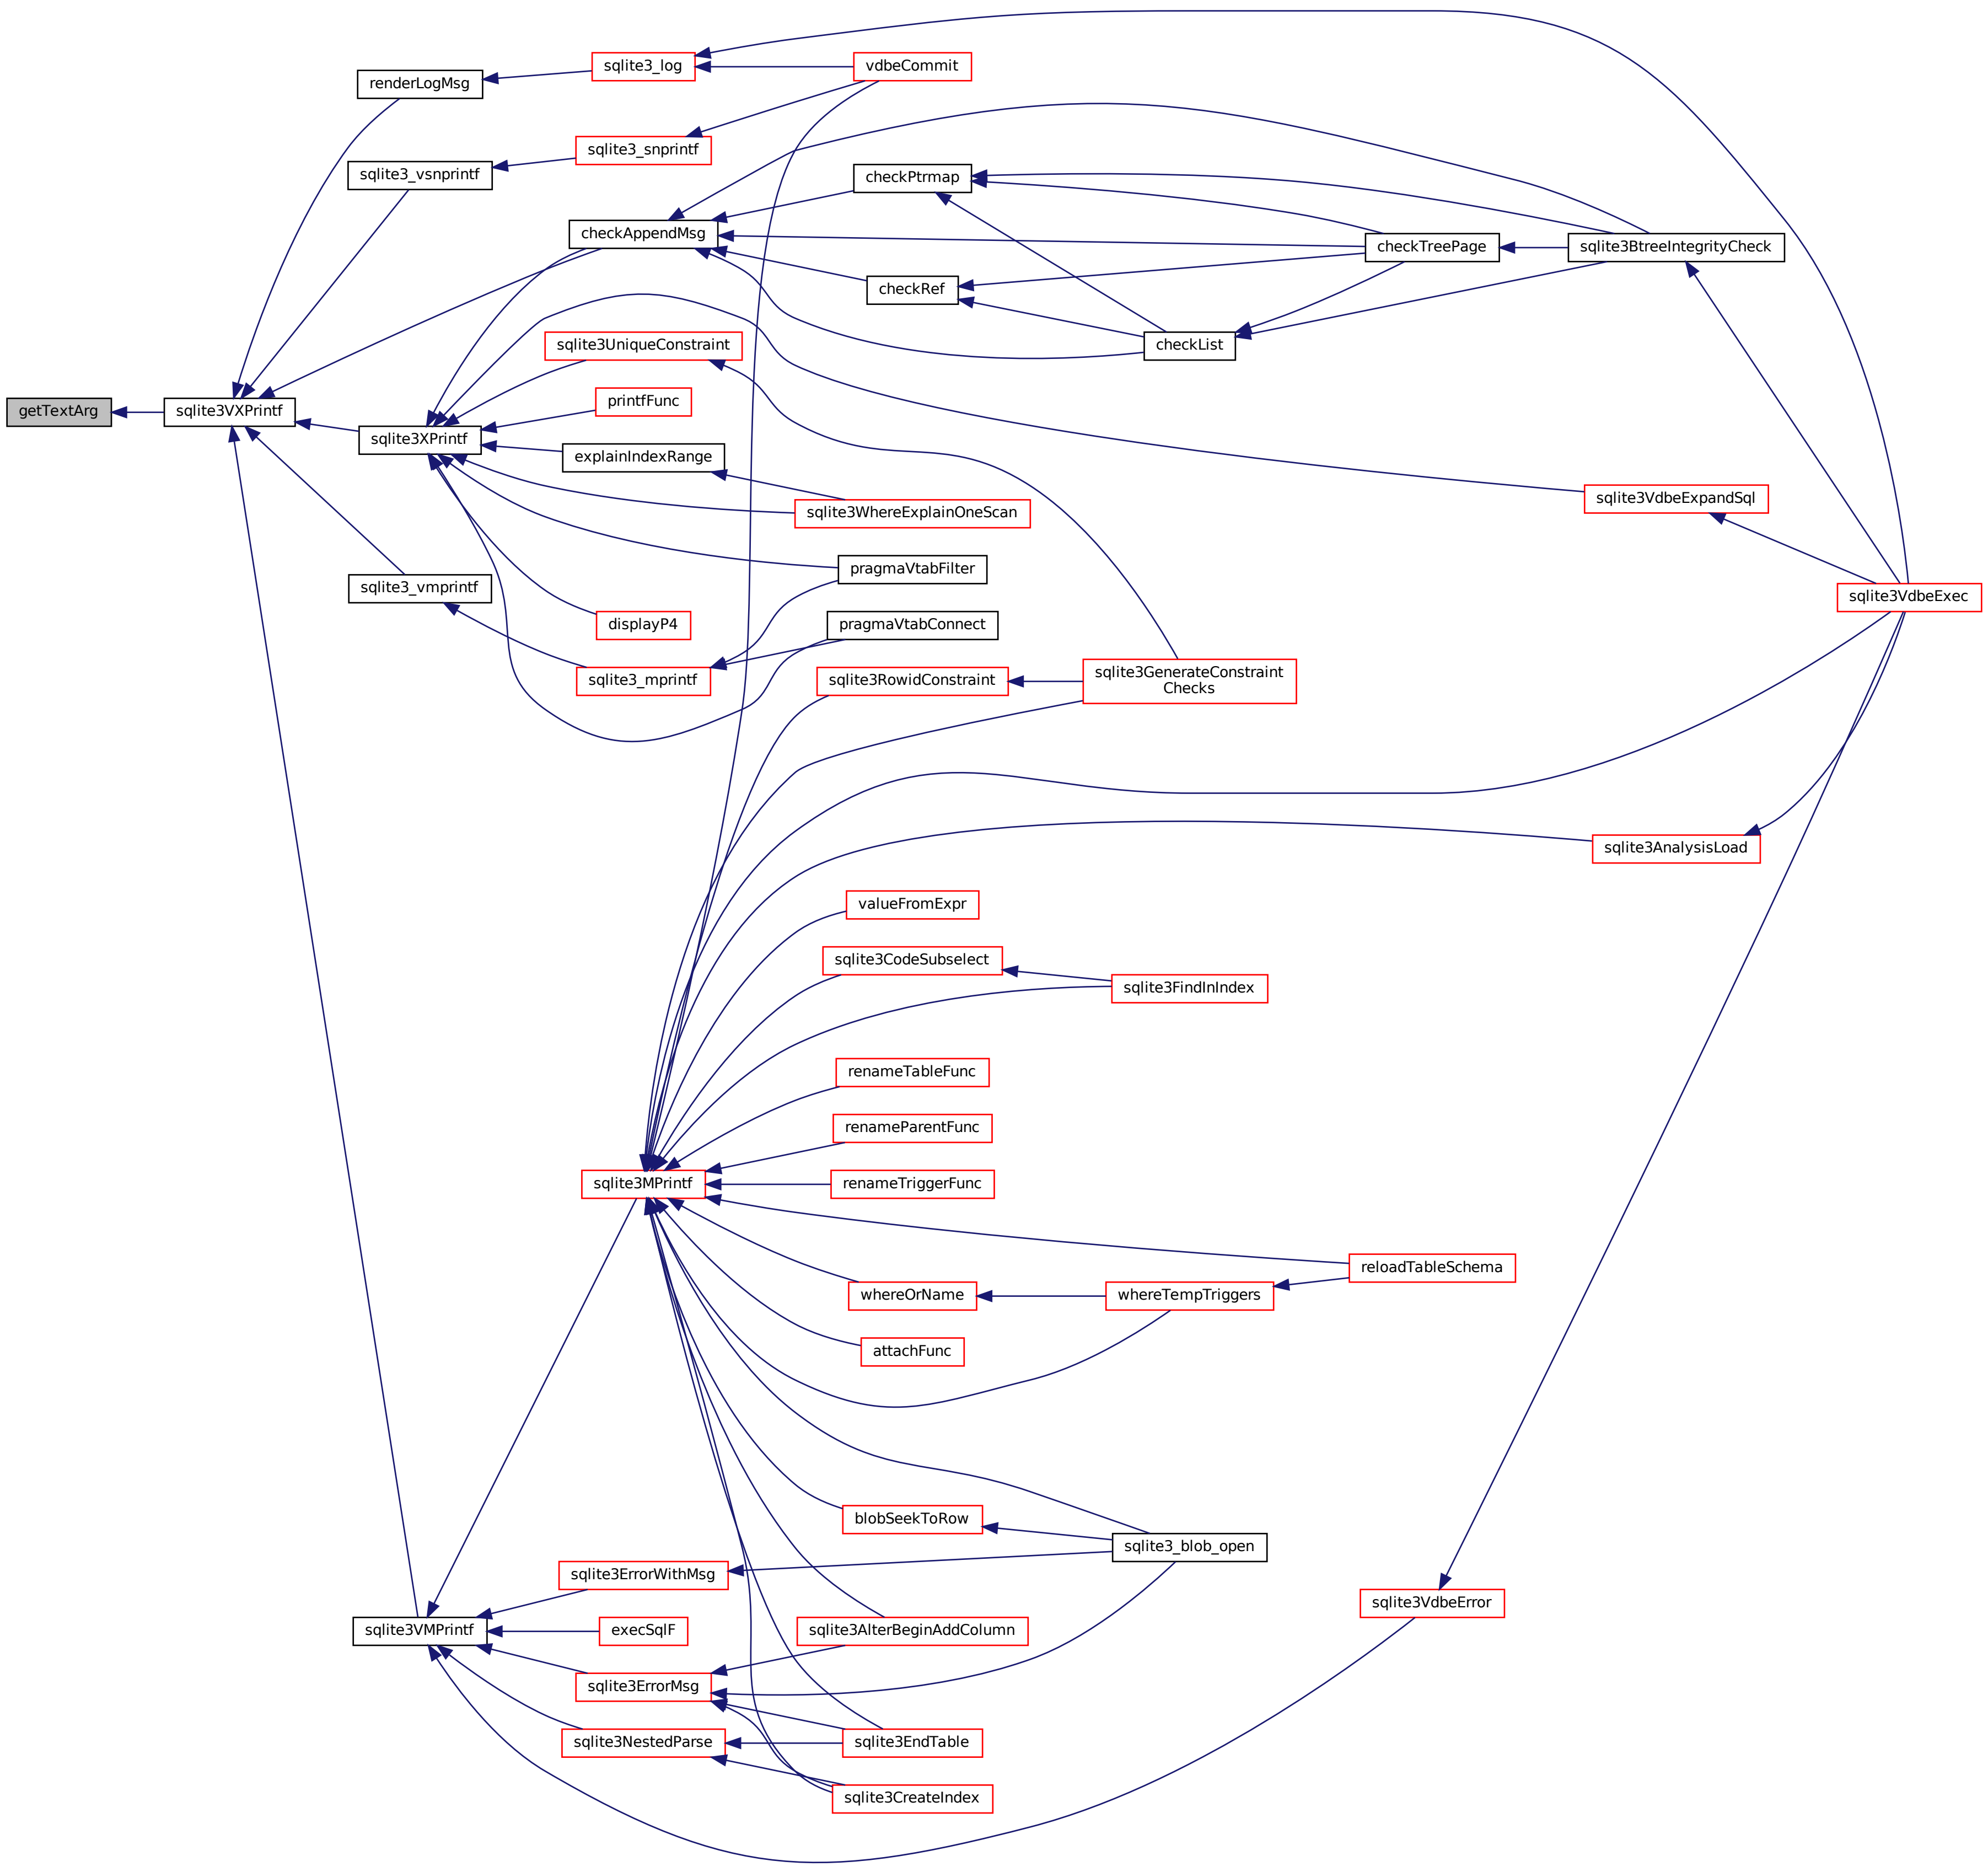 getTextArg
sqlite3VXPrintf
renderLogMsg
sqlite3_log
vdbeCommit
sqlite3_vsnprintf
sqlite3_snprintf
checkAppendMsg
checkPtrmap
checkRef
checkTreePage
checkList
sqlite3BtreeIntegrityCheck
sqlite3XPrintf
sqlite3UniqueConstraint
printfFunc
explainIndexRange
sqlite3WhereExplainOneScan
sqlite3VdbeExpandSql
pragmaVtabFilter
sqlite3_vmprintf
displayP4
pragmaVtabConnect
sqlite3_mprintf
sqlite3VdbeExec
sqlite3RowidConstraint
sqlite3GenerateConstraint
Checks
sqlite3AnalysisLoad
valueFromExpr
sqlite3CodeSubselect
sqlite3FindInIndex
renameTableFunc
renameParentFunc
sqlite3MPrintf
renameTriggerFunc
reloadTableSchema
whereOrName
whereTempTriggers
attachFunc
blobSeekToRow
sqlite3_blob_open
sqlite3ErrorWithMsg
sqlite3VdbeError
sqlite3VMPrintf
execSqlF
sqlite3AlterBeginAddColumn
sqlite3ErrorMsg
sqlite3NestedParse
sqlite3EndTable
sqlite3CreateIndex